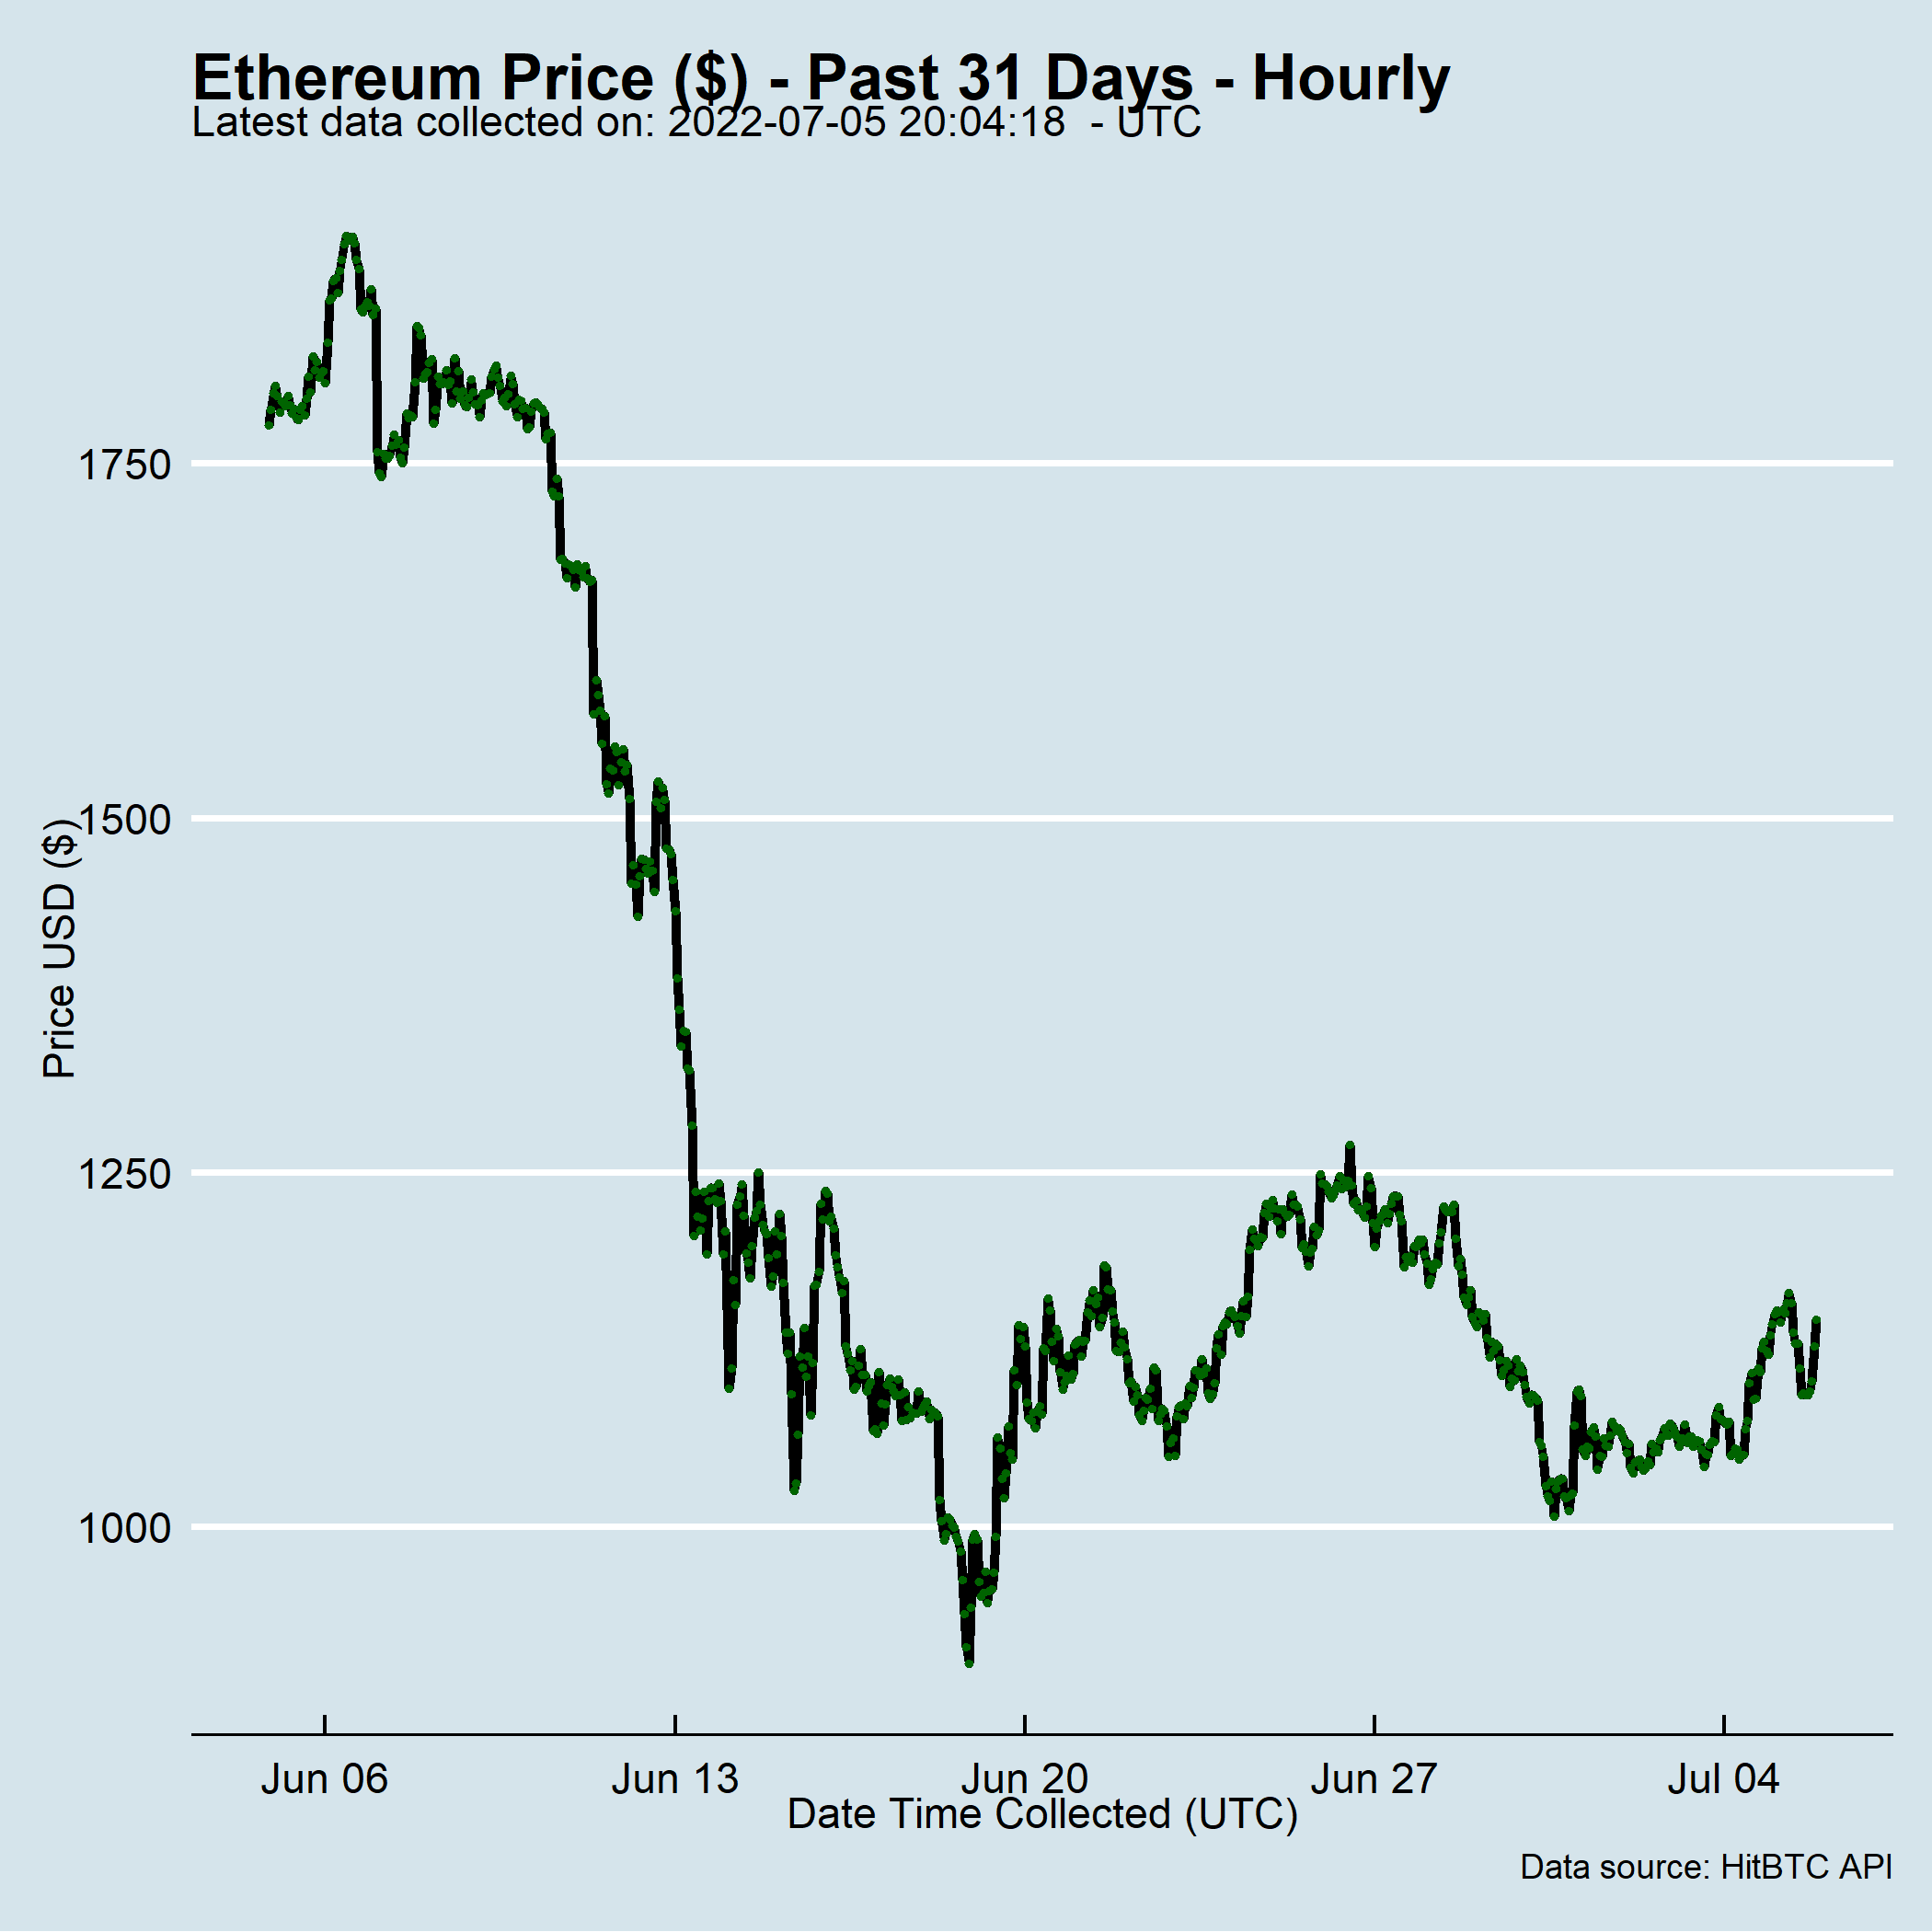 Ethereum Price ($) - Past 31 Days - Hourly
Latest data collected on: 2022-07-05 20:04:18  - UTC
Price USD ($)
1750
1500
1250
1000
Jun 06
Jun 13
Jun 20
Jun 27
Jul 04
Date Time Collected (UTC)
Data source: HitBTC API